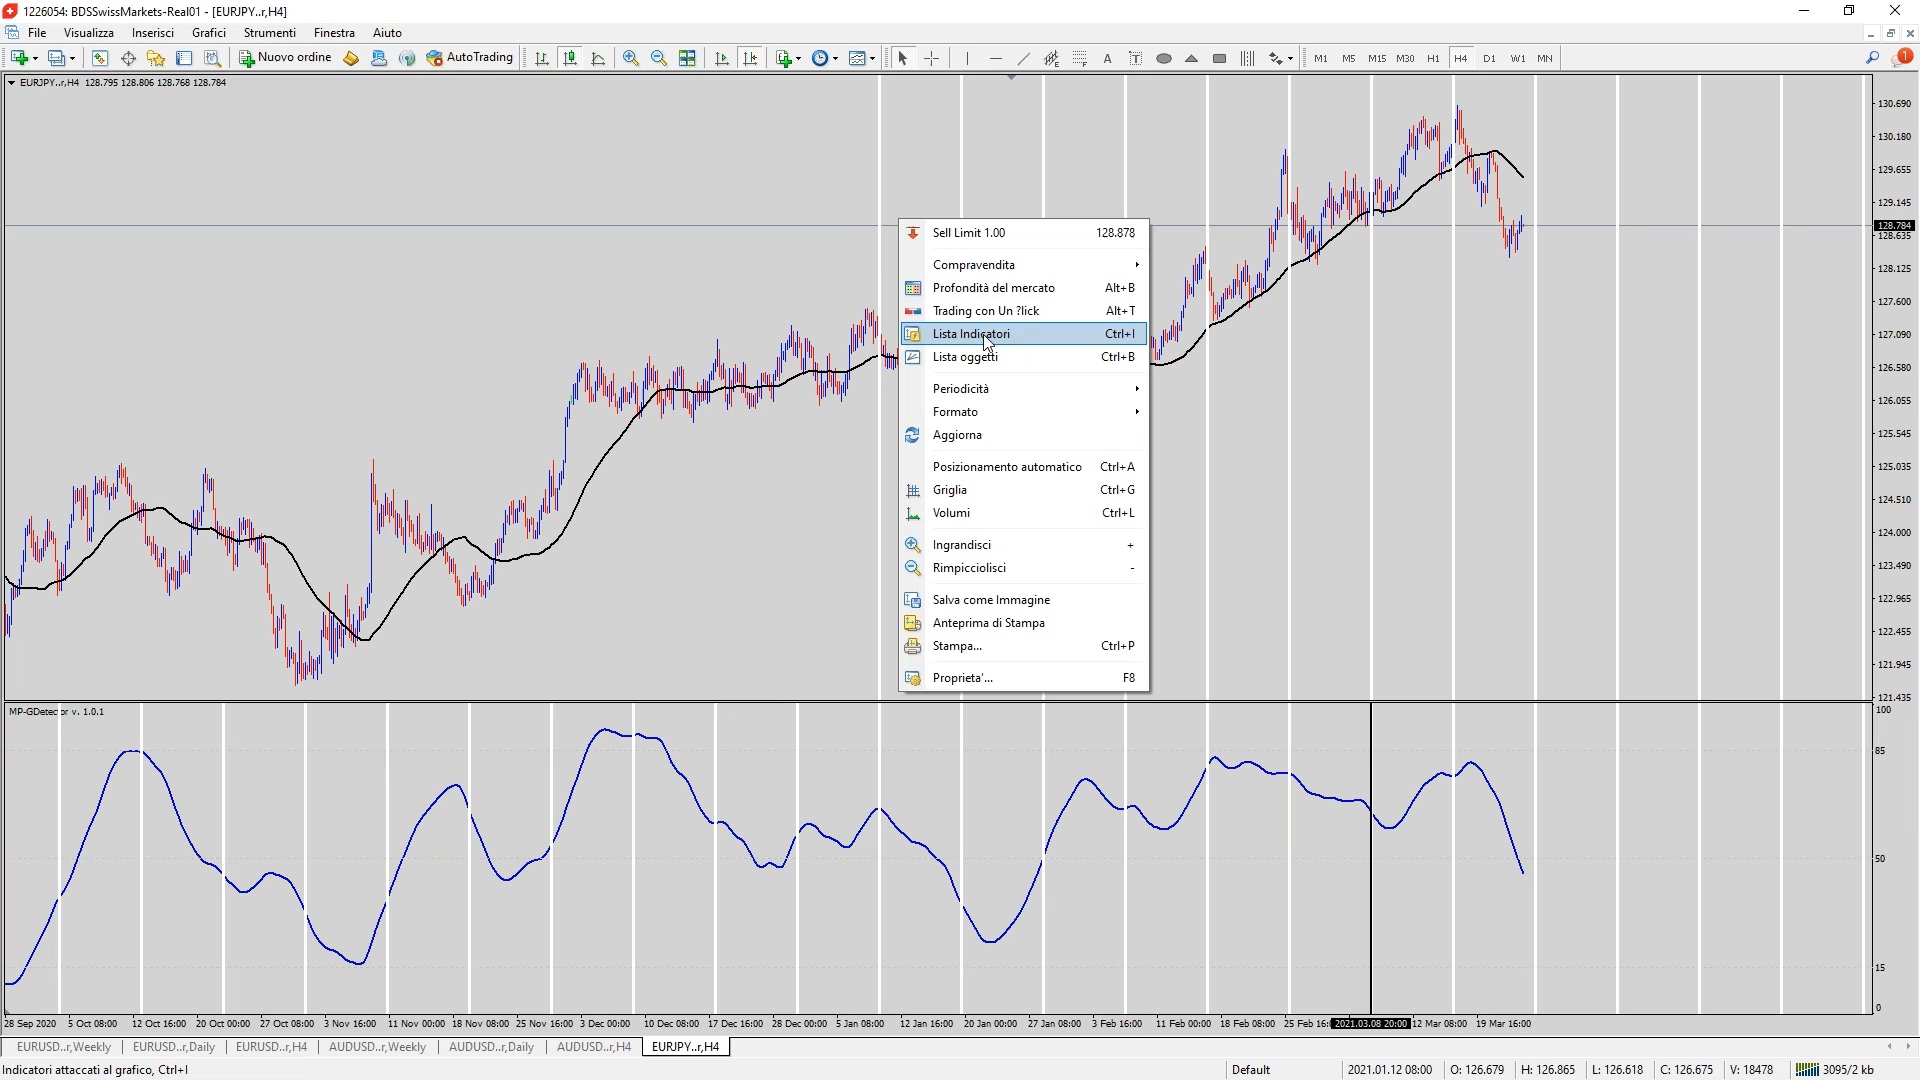 1226054: BDSSwissMarkets-Real01 - [EURJPY..r,H4]
File Visualizza Inserisci Grafici Strumenti Finestra Aiuto
Nuovo ordine AutoTrading A T M1 M5 M15 M30 H1 H4 D1 W1 MN 1
EURJPY..r,H4 128.795 128.806 128.768 128.784
130.690
130.180
129.655
129.145
128.784
128.635
128.125
127.600
127.090
126.580
126.055
125.545
125.035
124.510
124.000
123.490
122.965
122.455
121.945
121.435
Sell Limit 1.00 128.878
Compravendita
Profondità del mercato Alt+B
Trading con Un ?lick Alt+T
Lista Indicatori Ctrl+I
Lista oggetti Ctrl+B
Periodicità
Formato
Aggiorna
Posizionamento automatico Ctrl+A
Griglia Ctrl+G
Volumi Ctrl+L
Ingrandisci +
Rimpicciolisci -
Salva come Immagine
Anteprima di Stampa
Stampa... Ctrl+P
Proprieta'... F8
MP-GDetector v. 1.0.1
100
85
50
15
0
28 Sep 2020 5 Oct 08:00 12 Oct 16:00 20 Oct 00:00 27 Oct 08:00 3 Nov 16:00 11 Nov 00:00 18 Nov 08:00 25 Nov 16:00 3 Dec 00:00 10 Dec 08:00 17 Dec 16:00 28 Dec 00:00 5 Jan 08:00 12 Jan 16:00 20 Jan 00:00 27 Jan 08:00 3 Feb 16:00 11 Feb 00:00 18 Feb 08:00 25 Feb 16: 2021.03.08 20:00 12 Mar 08:00 19 Mar 16:00
EURUSD..r,Weekly EURUSD..r,Daily EURUSD..r,H4 AUDUSD..r,Weekly AUDUSD..r,Daily AUDUSD..r,H4 EURJPY..r,H4
Indicatori attaccati al grafico, Ctrl+I Default 2021.01.12 08:00 O: 126.679 H: 126.865 L: 126.618 C: 126.675 V: 18478 3095/2 kb